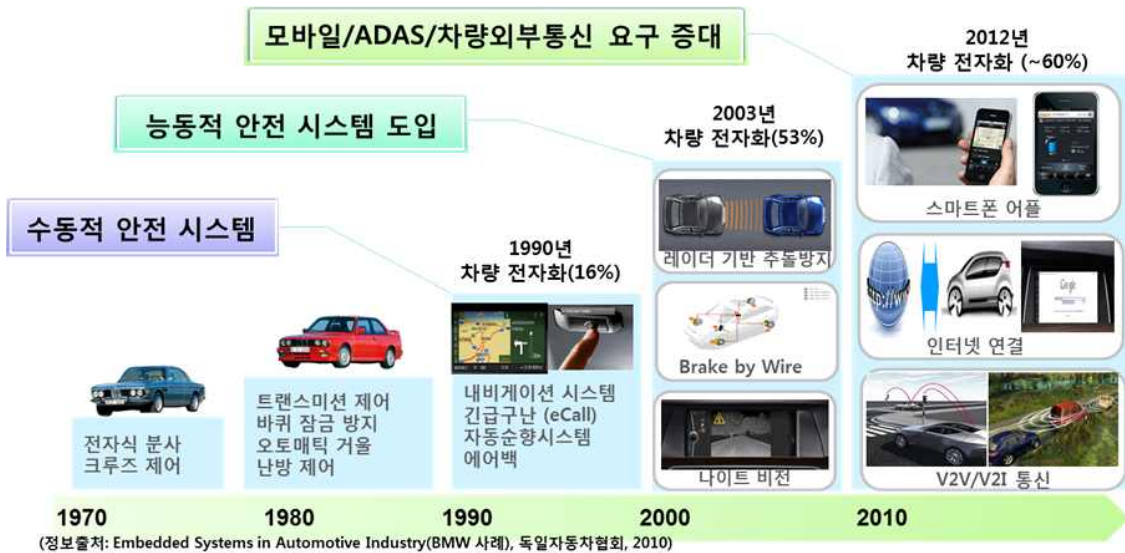 모바일/ADAS/차량외부통신 요구 증대
2012년
차량 전자화 (~60%)
능동적 안전 시스템 도입
2003년
차량 전자화(53%)
수동적 안전 시스템
1990년
차량 전자화(16%)
스마트폰 어플
레이더 기반 추돌방지
http://w
Google
인터넷 연결
Brake by Wire
전자식 분사
크루즈 제어
트랜스미션 제어
바퀴 잠금 방지
오토매틱 거울
난방 제어
내비게이션 시스템
긴급구난 (eCall)
자동순향시스템
에어백
나이트 비전
V2V/V2I 통신
1970
1980
1990
2000
2010
(정보출처: Embedded Systems in Automotive Industry(BMW 사례), 독일자동차협회, 2010)